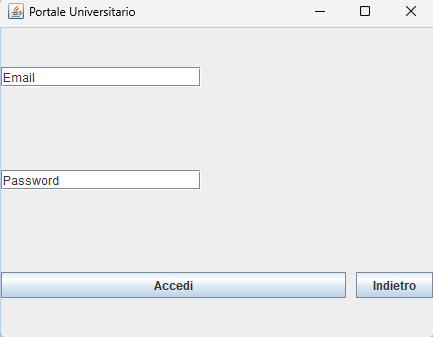 Portale Universitario
Email
Password
Accedi Indietro